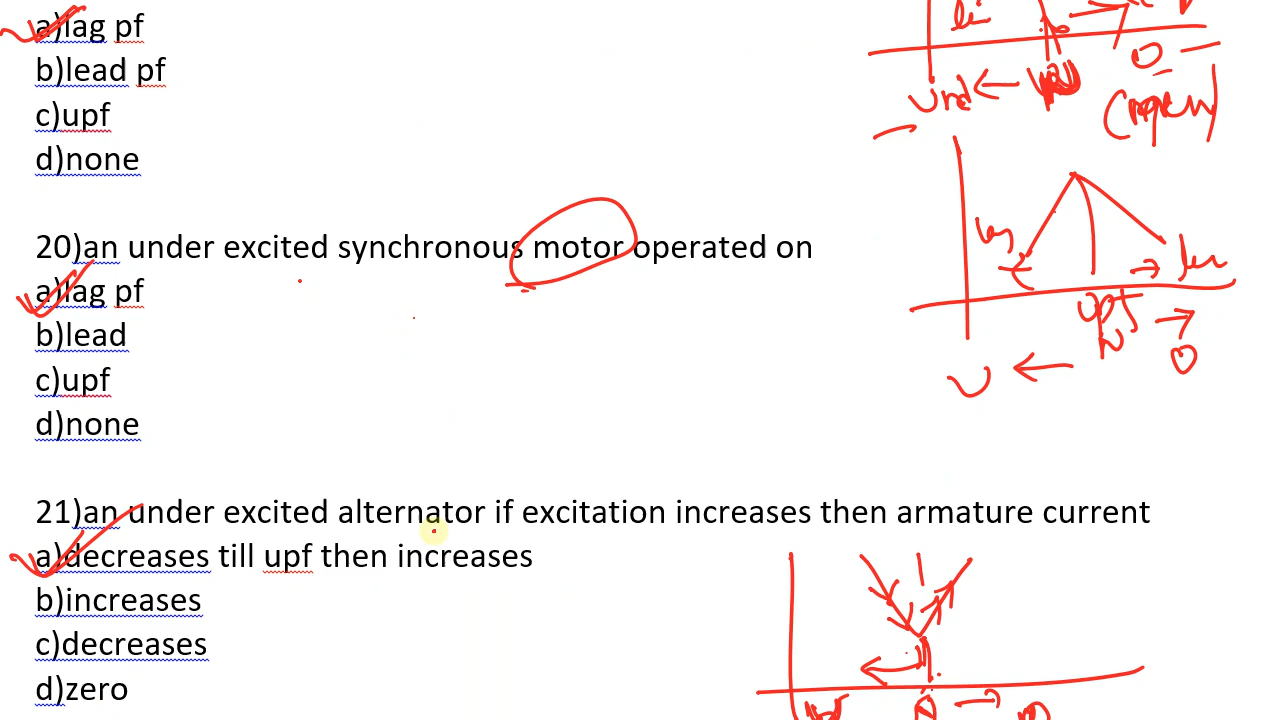 a)lag pf
b)lead pf
c)upf
d)none
20)an under excited synchronous motor operated on
a)lag pf
b)lead
c)upf
d)none
21)an under excited alternator if excitation increases then armature current
a)decreases till upf then increases
b)increases
c)decreases
d)zero
und
lag
upf
N
O
U